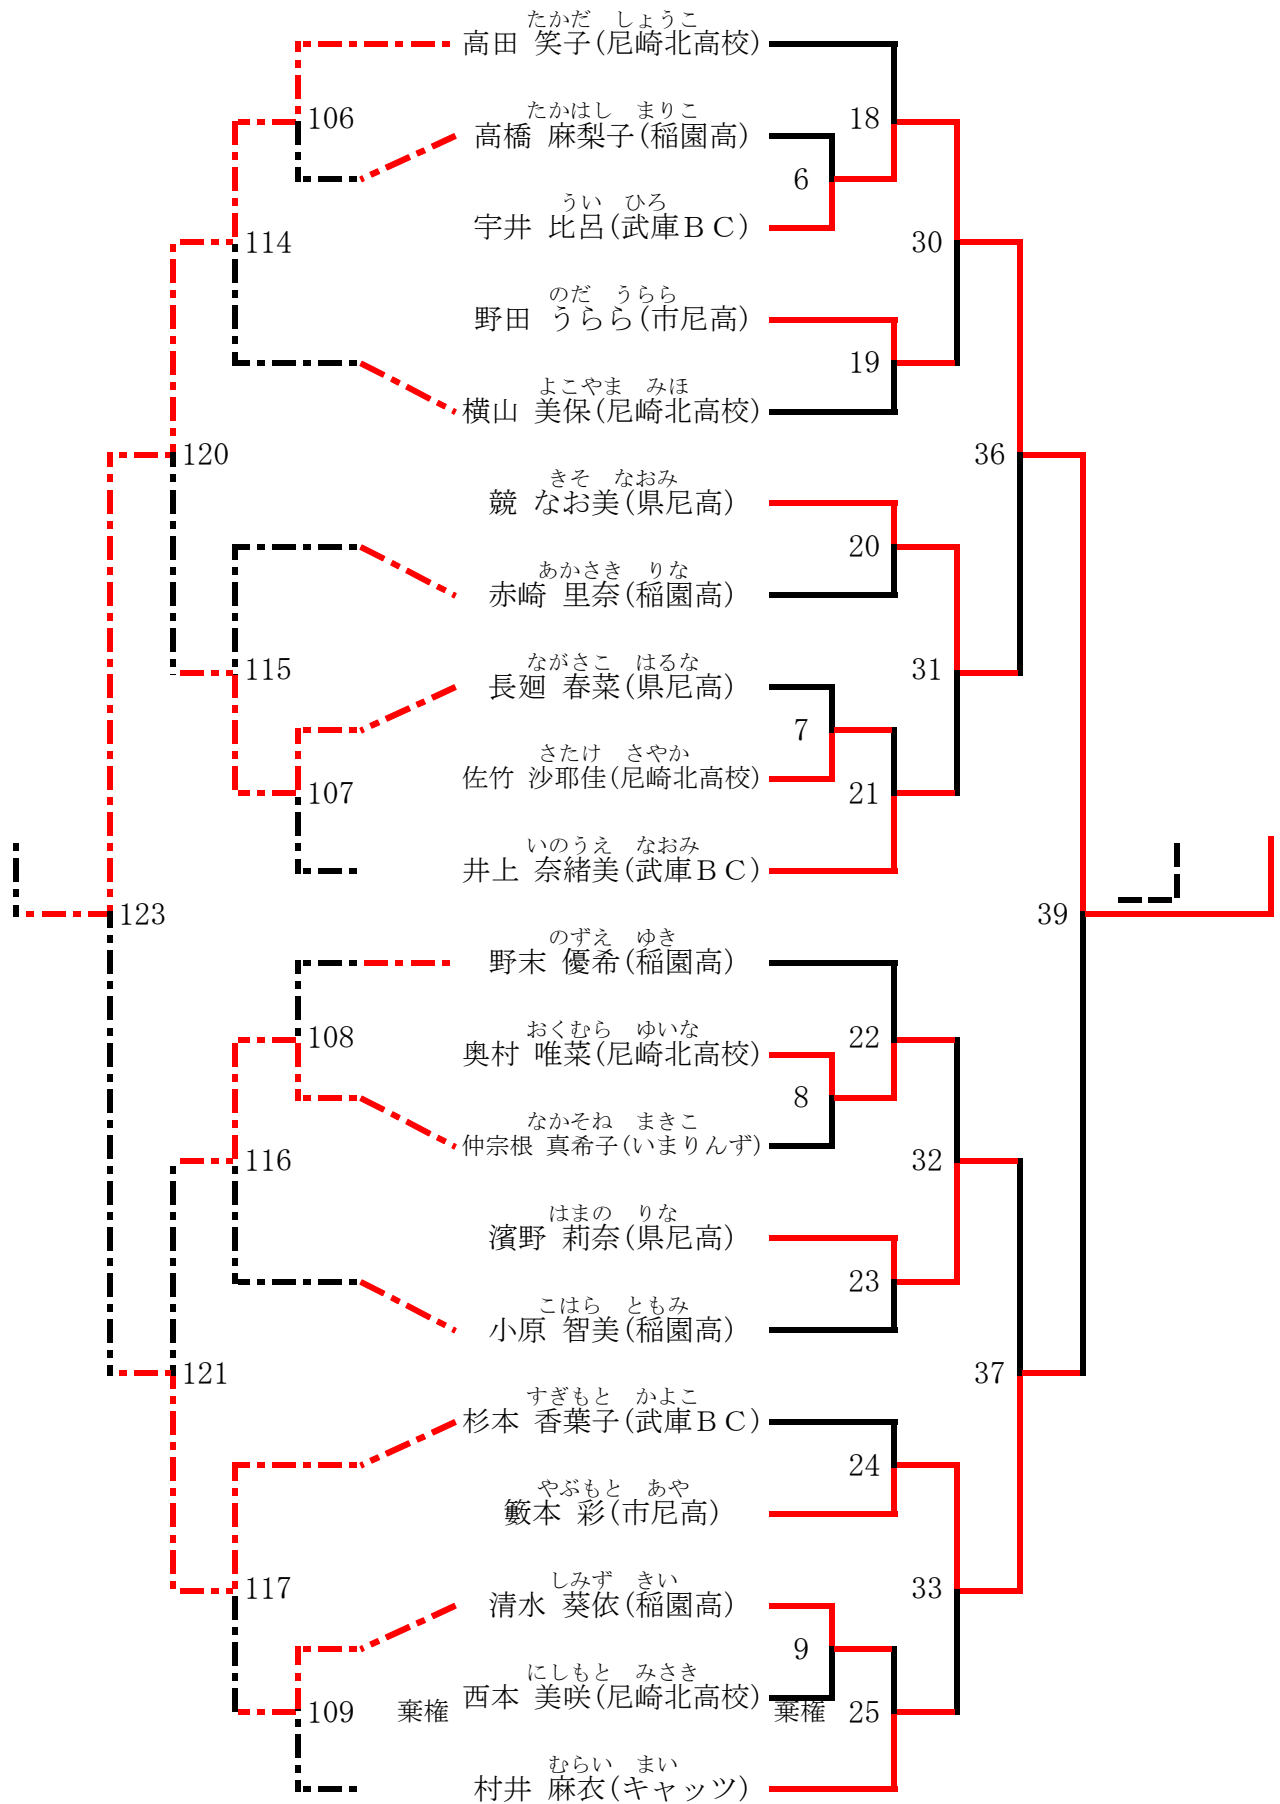 たかだ　しょうこ
高田 笑子(尼崎北高校)
106
たかはし　まりこ
高橋 麻梨子(稲園高)
18
6
うい　ひろ
宇井 比呂(武庫ＢＣ)
114
30
のだ　うらら
野田 うらら(市尼高)
19
よこやま　みほ
横山 美保(尼崎北高校)
120
36
きそ　なおみ
競 なお美(県尼高)
20
あかさき　りな
赤崎 里奈(稲園高)
115
31
ながさこ　はるな
長廻 春菜(県尼高)
7
さたけ　さやか
佐竹 沙耶佳(尼崎北高校)
107
21
いのうえ　なおみ
井上 奈緒美(武庫ＢＣ)
123
39
のずえ　ゆき
野末 優希(稲園高)
108
22
おくむら　ゆいな
奥村 唯菜(尼崎北高校)
8
なかそね　まきこ
仲宗根 真希子(いまりんず)
116
32
はまの　りな
濱野 莉奈(県尼高)
23
こはら　ともみ
小原 智美(稲園高)
121
37
すぎもと　かよこ
杉本 香葉子(武庫ＢＣ)
24
やぶもと　あや
籔本 彩(市尼高)
117
33
しみず　きい
清水 葵依(稲園高)
9
にしもと　みさき
西本 美咲(尼崎北高校)
109
棄権
棄権
25
むらい　まい
村井 麻衣(キャッツ)